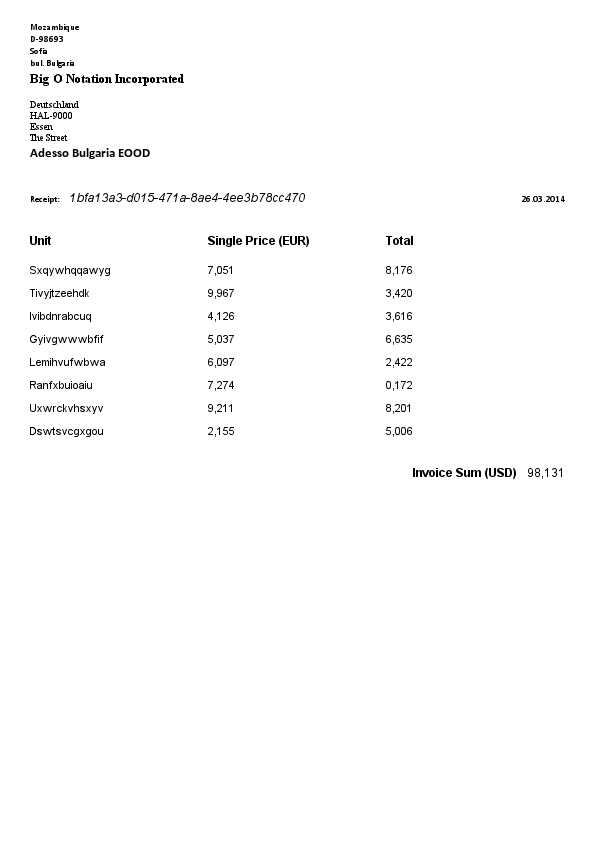 Mozambique
D-98693
Sofia
bul. Bulgaria
Big O Notation Incorporated
Deutschland
HAL-9000
Essen
The Street
Adesso Bulgaria EOOD
Receipt: 1bfa13a3-d015-471a-8ae4-4ee3b78cc470 26.03.2014
Unit Single Price (EUR) Total
Sxqywhqqawyg 7,051 8,176
Tivyjtzeehdk 9,967 3,420
Ivibdnrabcuq 4,126 3,616
Gyivgwwwbfif 5,037 6,635
Lemihvufwbwa 6,097 2,422
Ranfxbuioaiu 7,274 0,172
Uxwrckvhsxyv 9,211 8,201
Dswtsvcgxgou 2,155 5,006
Invoice Sum (USD) 98,131